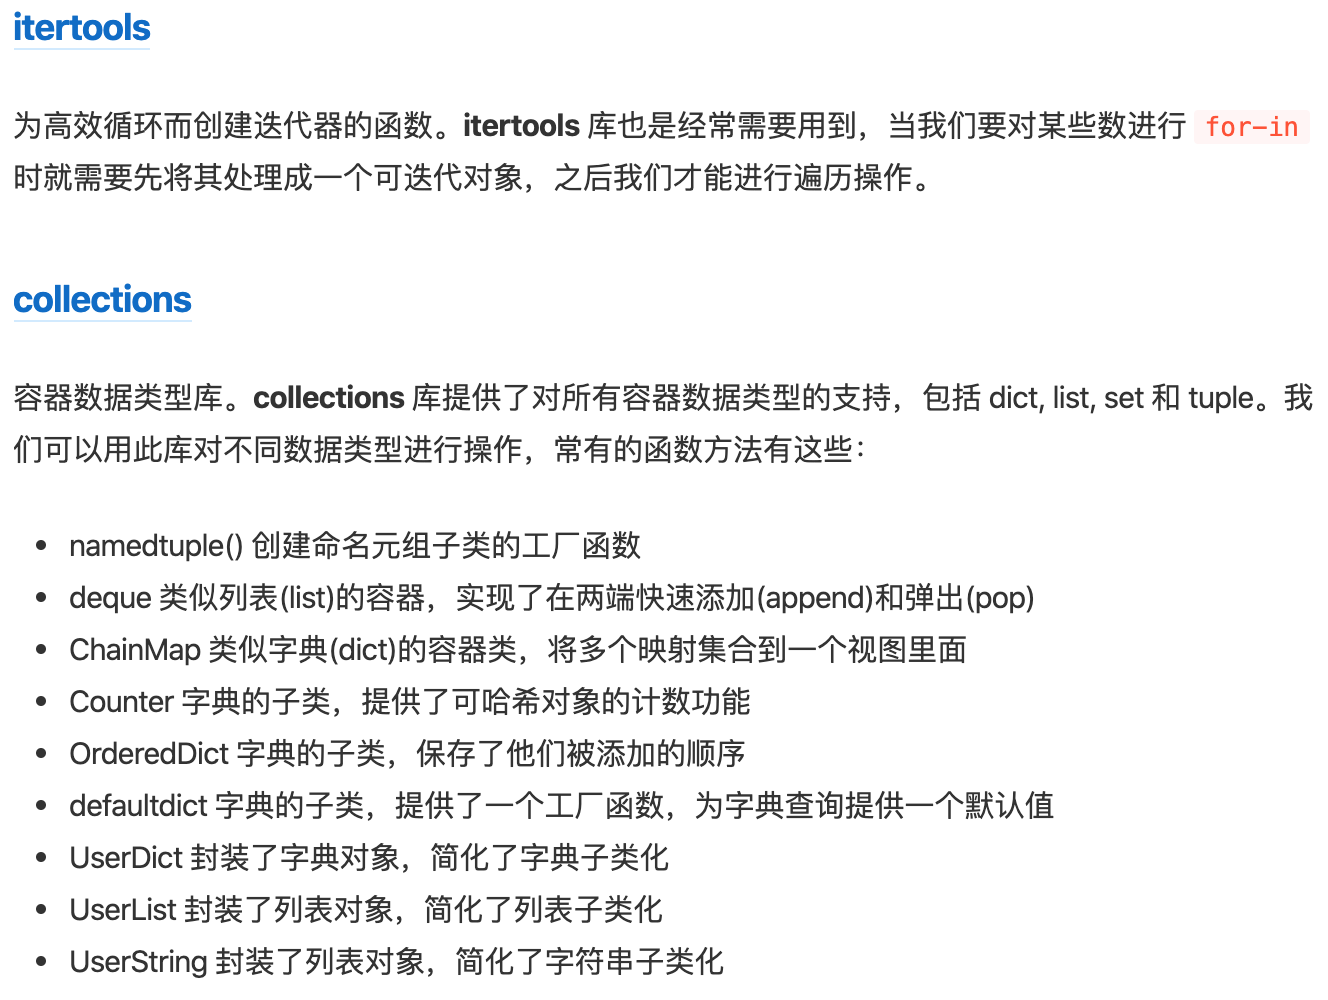 itertools
为高效循环而创建迭代器的函数。itertools 库也是经常需要用到，当我们要对某些数进行 for-in
时就需要先将其处理成一个可迭代对象，之后我们才能进行遍历操作。
collections
容器数据类型库。collections 库提供了对所有容器数据类型的支持，包括 dict, list, set 和 tuple。我
们可以用此库对不同数据类型进行操作，常有的函数方法有这些：
• namedtuple() 创建命名元组子类的工厂函数
• deque 类似列表(list)的容器，实现了在两端快速添加(append)和弹出(pop)
• ChainMap 类似字典(dict)的容器类，将多个映射集合到一个视图里面
• Counter 字典的子类，提供了可哈希对象的计数功能
• OrderedDict 字典的子类，保存了他们被添加的顺序
• defaultdict 字典的子类，提供了一个工厂函数，为字典查询提供一个默认值
• UserDict 封装了字典对象，简化了字典子类化
• UserList 封装了列表对象，简化了列表子类化
• UserString 封装了列表对象，简化了字符串子类化